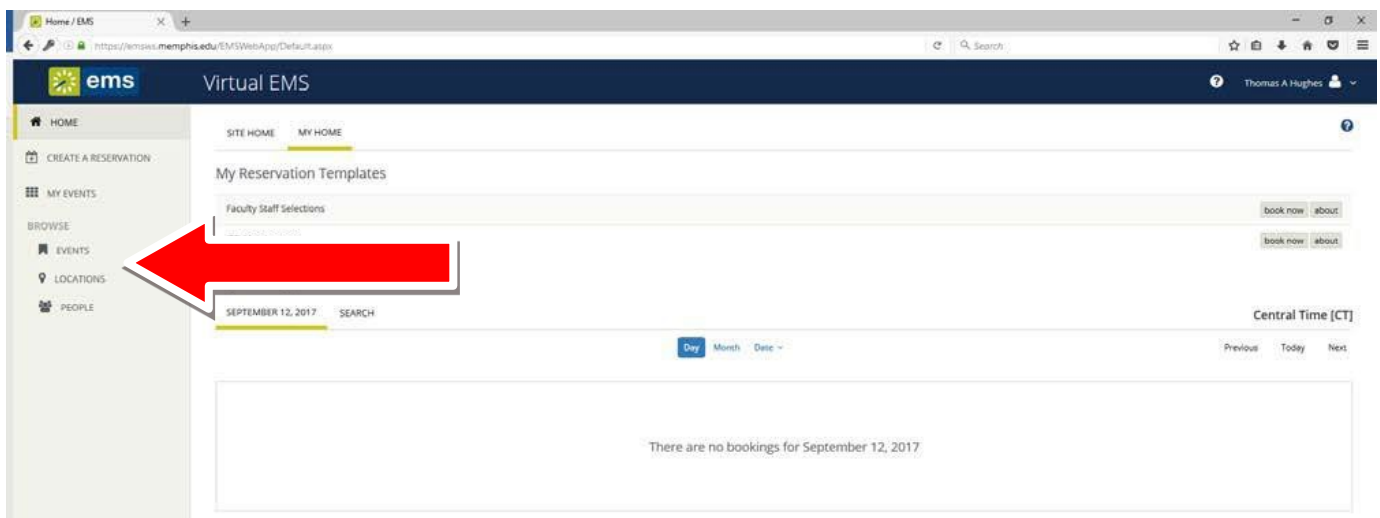 Home / EMS
https://emsws.memphis.edu/EMSWebApp/Default.aspx
Search
ems
Virtual EMS
Thomas A Hughes
HOME
SITE HOME MY HOME
CREATE A RESERVATION
My Reservation Templates
MY EVENTS
Faculty Staff Selections book now about
BROWSE
book now about
EVENTS
LOCATIONS
PEOPLE
SEPTEMBER 12, 2017 SEARCH
Central Time [CT]
Day Month Date
Previous Today Next
There are no bookings for September 12, 2017